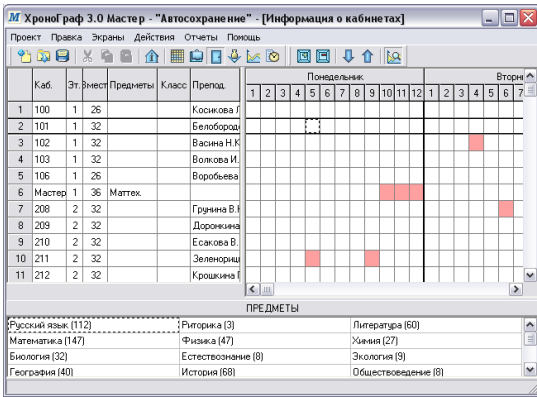 М ХроноГраф 3.0 Мастер - "Автосохранение" - [Информация о кабинетах]
Проект Правка Экраны Действия Отчеты Помощь
Понедельник Вторн
Каб. Эт. Вмест Предметы Класс Препод. 1 2 3 4 5 6 7 8 9 10 11 12 1 2 3 4 5 6 7
1 100 1 26 Косикова Л
2 101 1 32 Белобород
3 102 1 32 Васина Н.К
4 103 1 32 Волкова И.
5 106 1 26 Воробьева
6 Мастер 1 36 Маттех.
7 208 2 32 Грунина В.
8 209 2 32 Доронкина
9 210 2 32 Есакова В.
10 211 2 32 Зеленориц
11 212 2 32 Крошкина
ПРЕДМЕТЫ
Русский язык (112) Риторика (3) Литература (60)
Математика (147) Физика (47) Химия (27)
Биология (32) Естествознание (8) Экология (9)
География (40) История (68) Обществоведение (8)